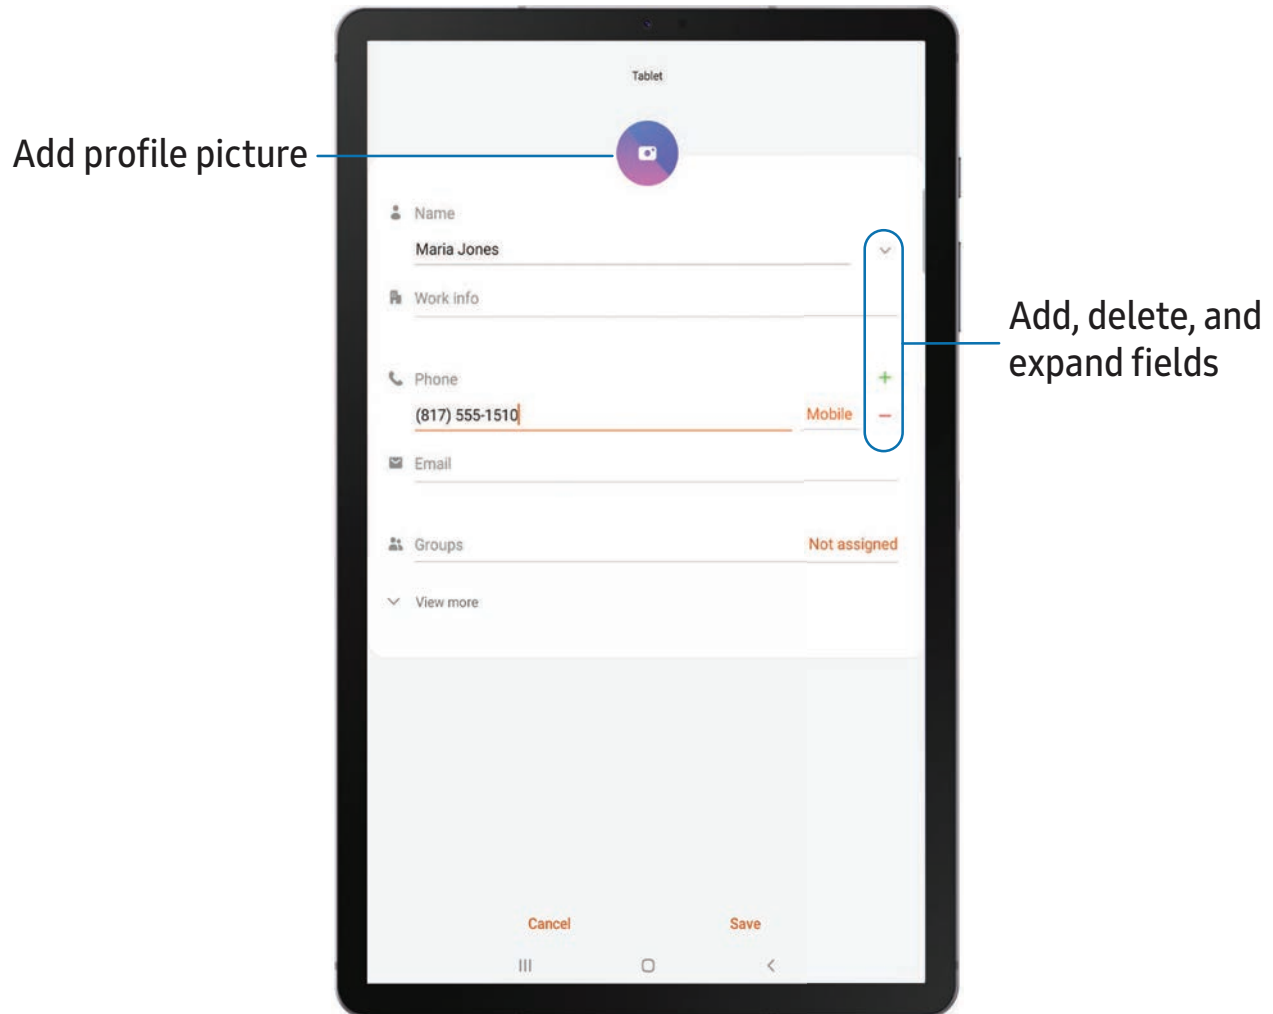 Tablet
Add profile picture
Name
Maria Jones
Work info
Add, delete, and
expand fields
Phone
(817) 555-1510 Mobile
Email
Groups Not assigned
View more
Cancel Save